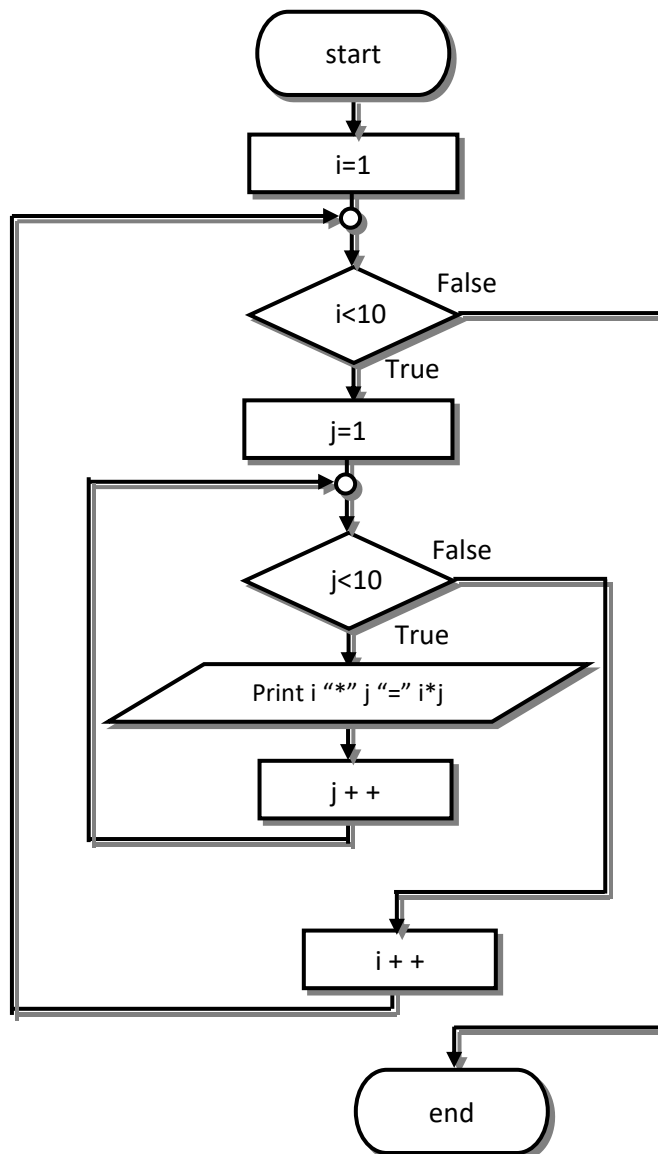 start
i=1
i<10
False
True
j=1
j<10
False
True
Print i “*” j “=” i*j
j + +
i + +
end